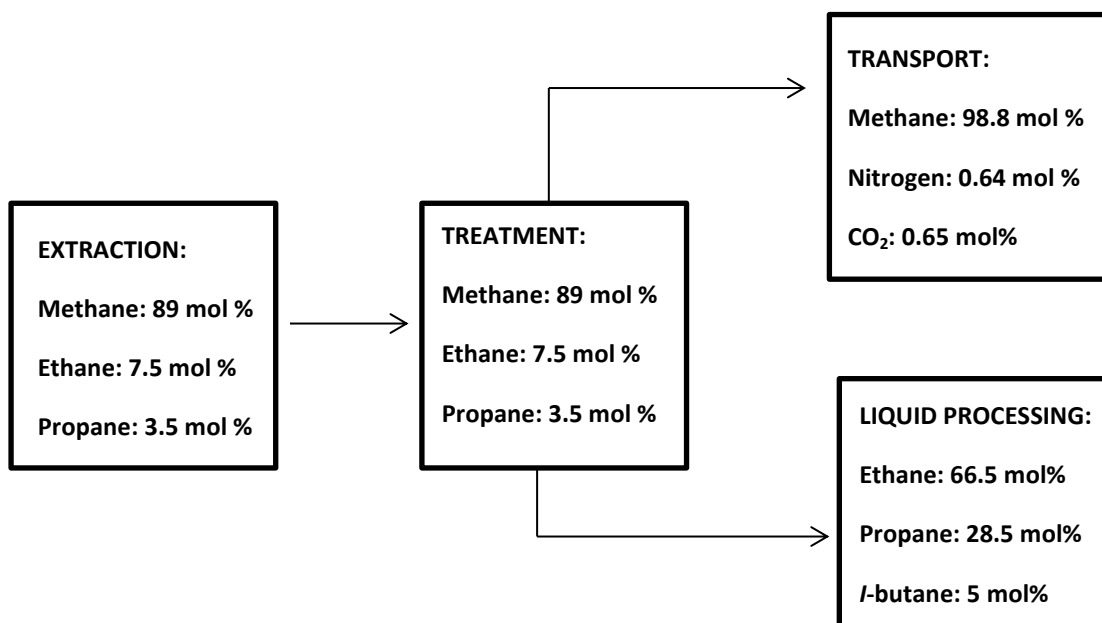 EXTRACTION:
Methane: 89 mol %
Ethane: 7.5 mol %
Propane: 3.5 mol %
TREATMENT:
Methane: 89 mol %
Ethane: 7.5 mol %
Propane: 3.5 mol %
TRANSPORT:
Methane: 98.8 mol %
Nitrogen: 0.64 mol %
CO₂: 0.65 mol%
LIQUID PROCESSING:
Ethane: 66.5 mol%
Propane: 28.5 mol%
I-butane: 5 mol%